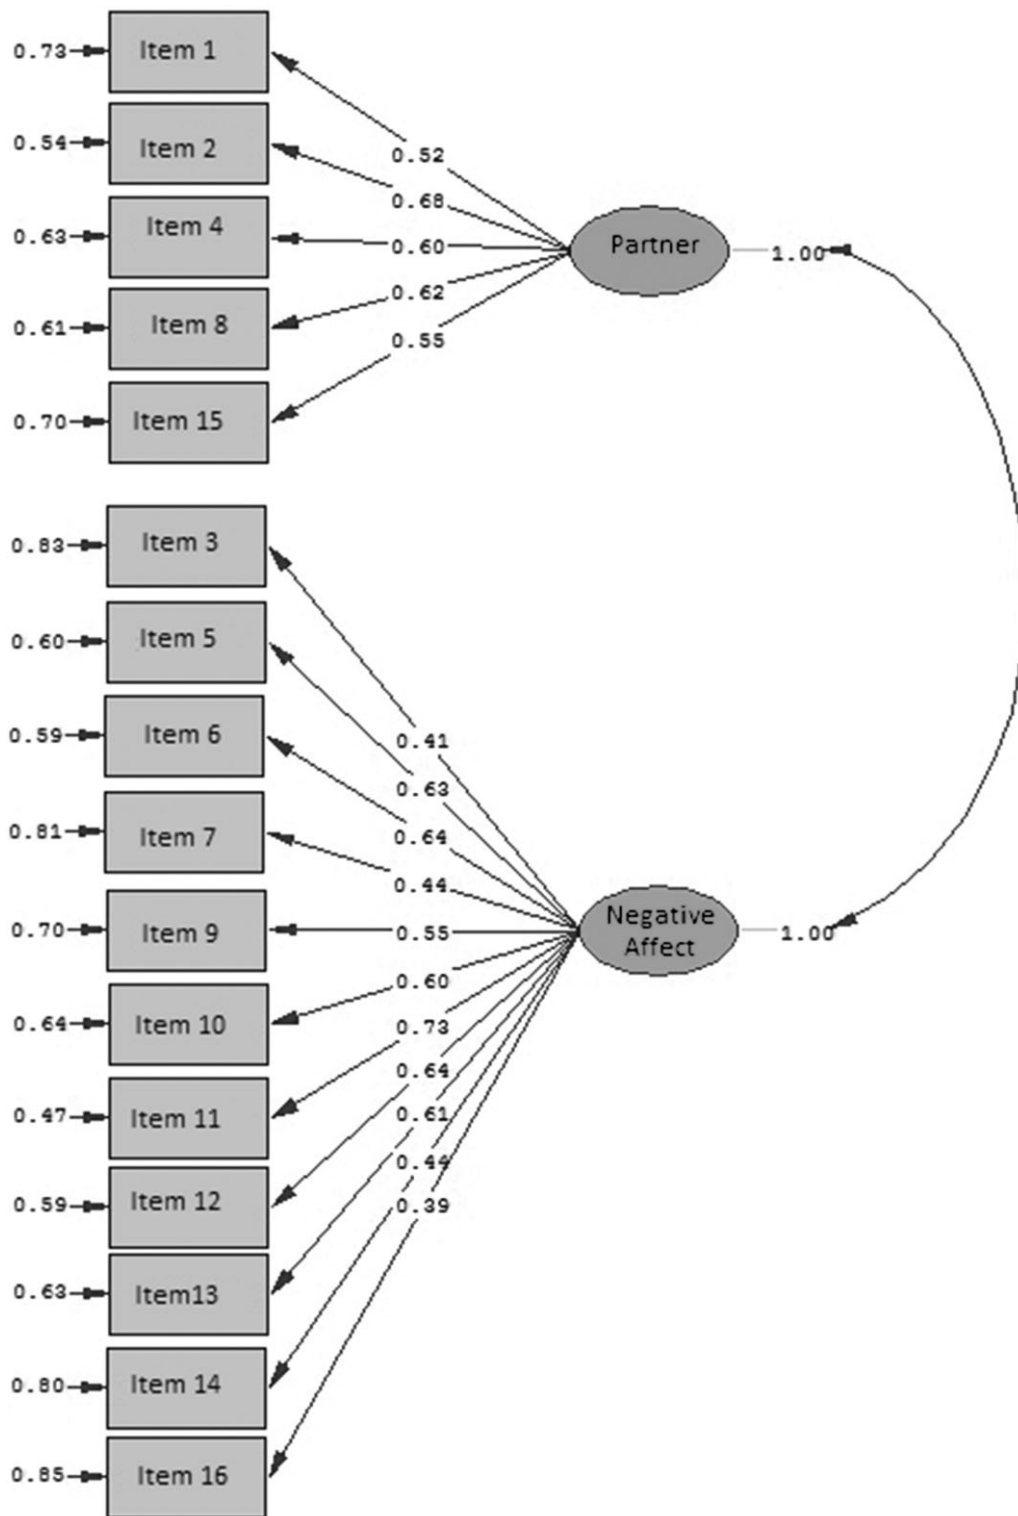 0.73 Item 1
0.54 Item 2
0.63 Item 4
0.61 Item 8
0.70 Item 15
0.52
0.68
0.60
0.62
0.55
Partner
1.00
0.83 Item 3
0.60 Item 5
0.59 Item 6
0.81 Item 7
0.70 Item 9
0.64 Item 10
0.47 Item 11
0.59 Item 12
0.63 Item13
0.80 Item 14
0.85 Item 16
0.41
0.63
0.64
0.44
0.55
0.60
0.73
0.64
0.61
0.44
0.39
Negative
Affect
1.00